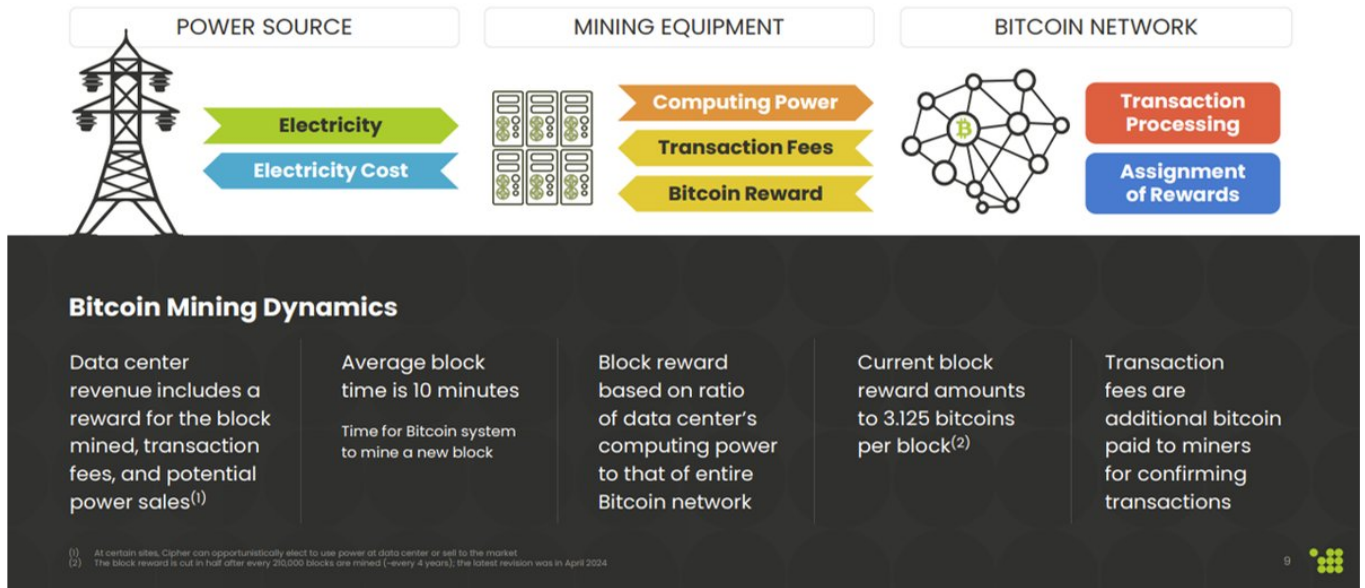 POWER SOURCE
MINING EQUIPMENT
BITCOIN NETWORK
Electricity
Electricity Cost
Computing Power
Transaction Fees
Bitcoin Reward
Transaction
Processing
Assignment
of Rewards
Bitcoin Mining Dynamics
Data center
revenue includes a
reward for the block
mined, transaction
fees, and potential
power sales(1)
Average block
time is 10 minutes
Time for Bitcoin system
to mine a new block
Block reward
based on ratio
of data center's
computing power
to that of entire
Bitcoin network
Current block
reward amounts
to 3.125 bitcoins
per block(2)
Transaction
fees are
additional bitcoin
paid to miners
for confirming
transactions
(1) At certain sites, Cipher can opportunistically elect to use power at data center or sell to the market
(2) The block reward is cut in half after every 210,000 blocks are mined (~every 4 years); the latest revision was in April 2024
9